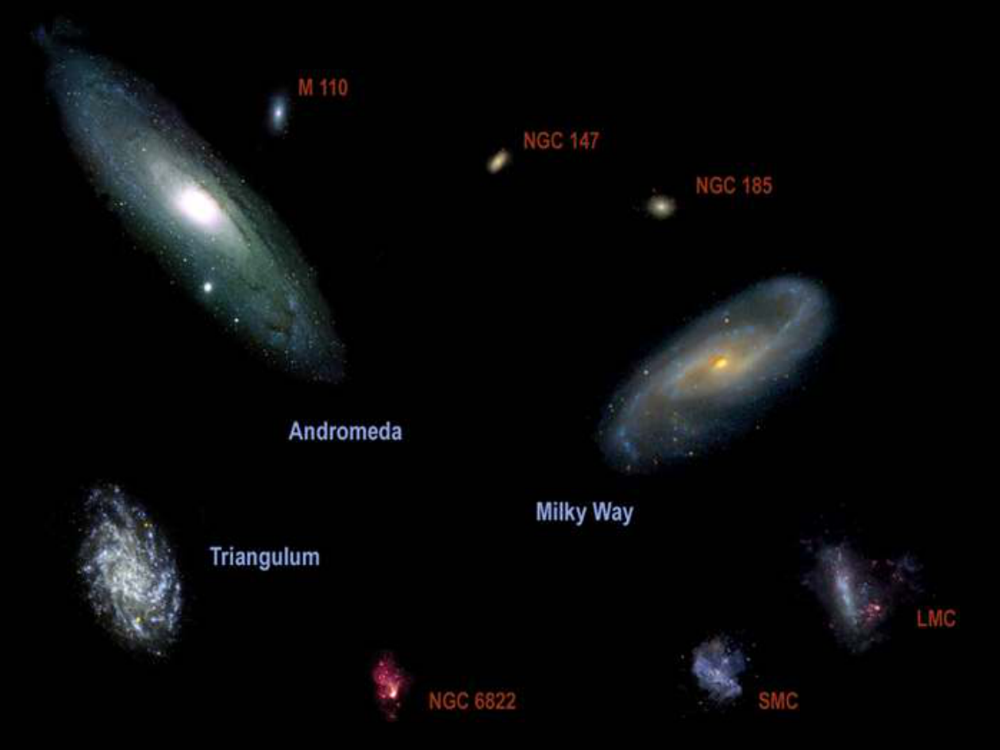 M 110
NGC 147
NGC 185
Andromeda
Milky Way
Triangulum
LMC
NGC 6822
SMC